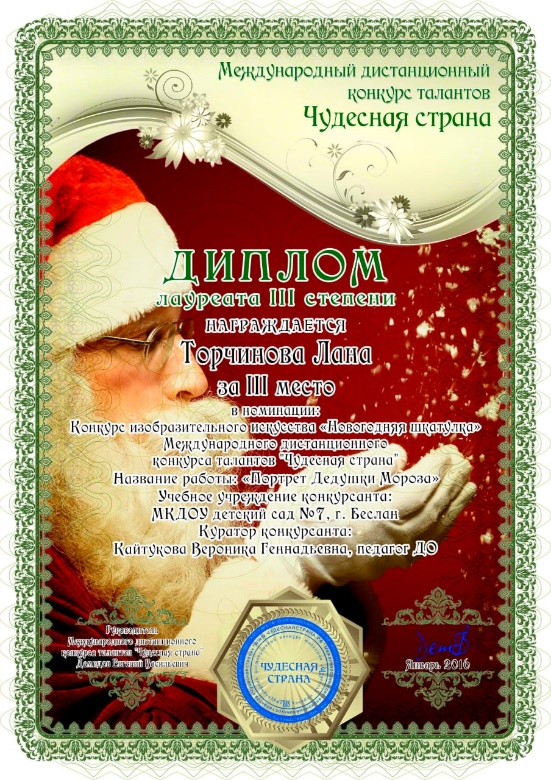 Международный дистанционный
конкурс талантов
Чудесная страна
ДИПЛОМ
лауреата III степени
НАГРАЖДАЕТСЯ
Торчинова Лана
за III место
в номинации:
Конкурс изобразительного искусства «Новогодняя шкатулка»
Международного дистанционного
конкурса талантов "Чудесная страна"
Название работы: «Портрет Дедушки Мороза»
Учебное учреждение конкурсанта:
МКДОУ детский сад №7, г. Беслан
Куратор конкурсанта:
Кайтукова Вероника Геннадьевна, педагог ДО
Руководитель
Международного дистанционного
конкурса талантов "Чудесная страна"
Давыдов Евгений
Январь 2016
ЧУДЕСНАЯ
СТРАНА